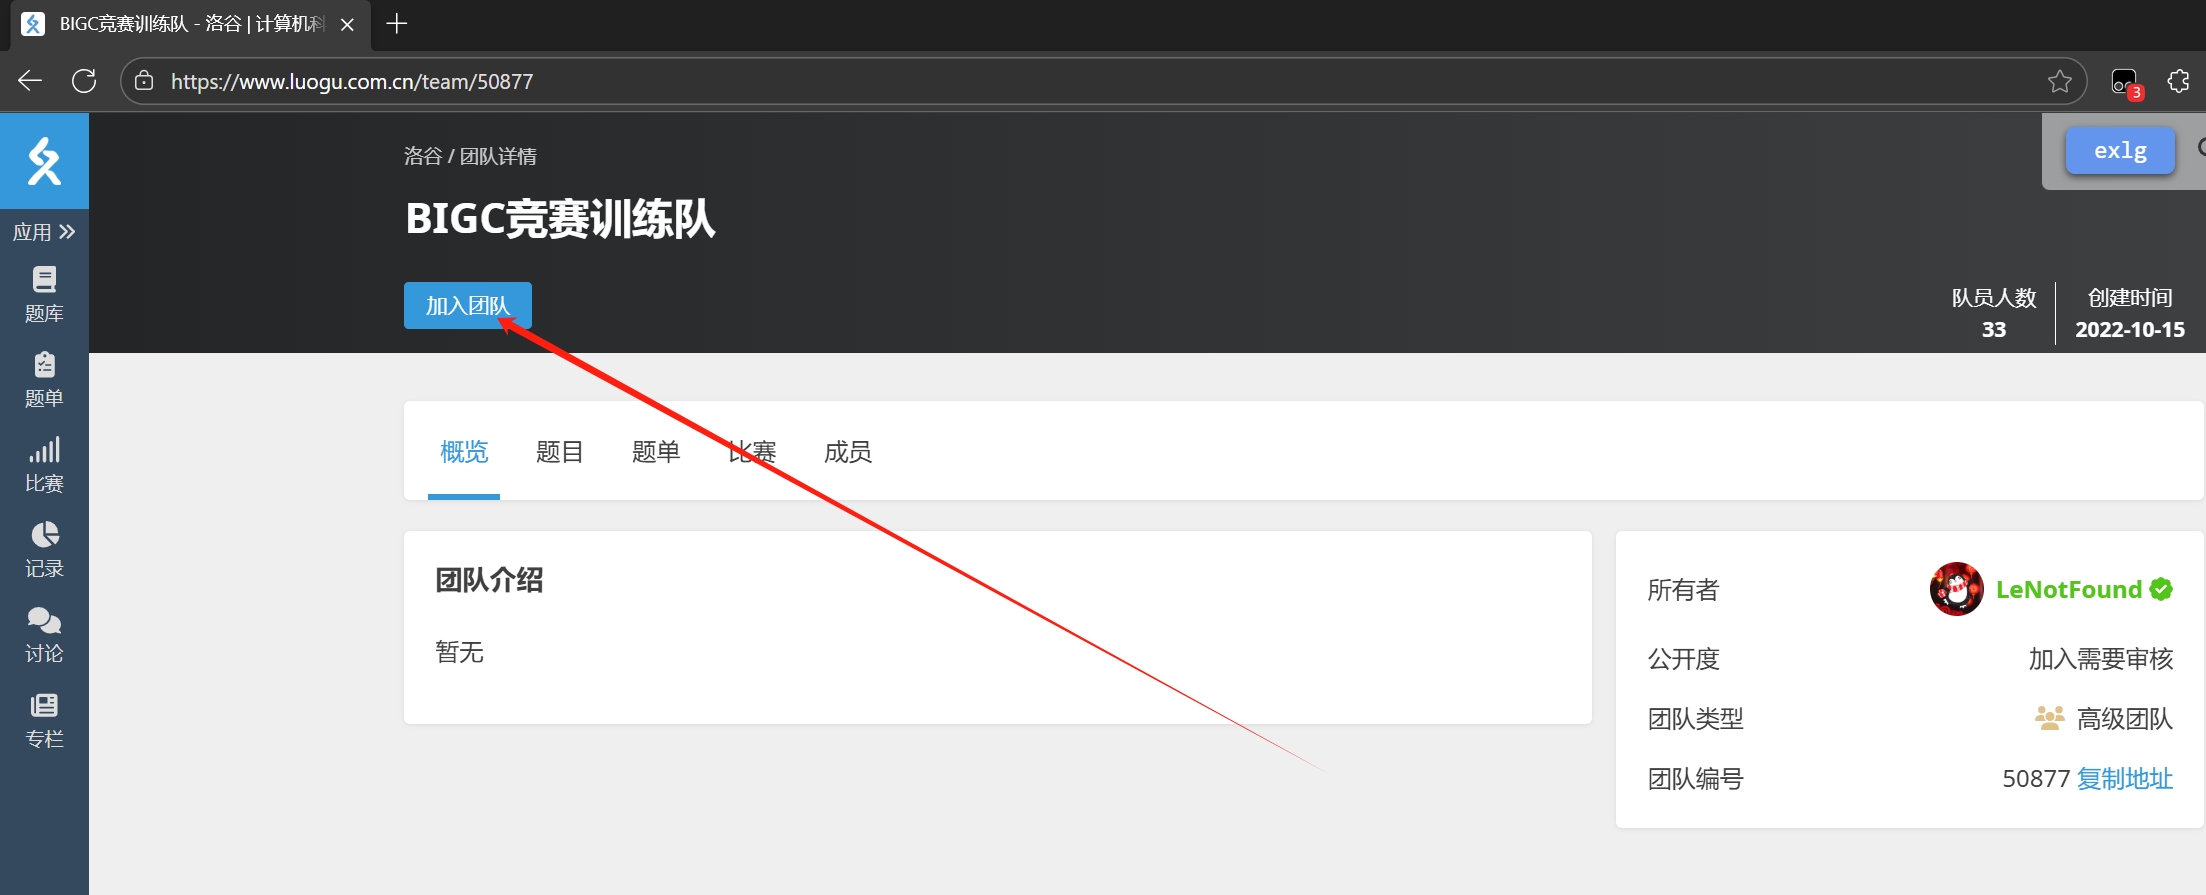 BIGC竞赛训练队 - 洛谷 | 计算机科
https://www.luogu.com.cn/team/50877
3
exlg
洛谷 / 团队详情
BIGC竞赛训练队
加入团队
队员人数
33
创建时间
2022-10-15
应用
题库
题单
比赛
记录
讨论
专栏
概览 题目 题单 比赛 成员
团队介绍
暂无
所有者 LeNotFound
公开度 加入需要审核
团队类型 高级团队
团队编号 50877 复制地址